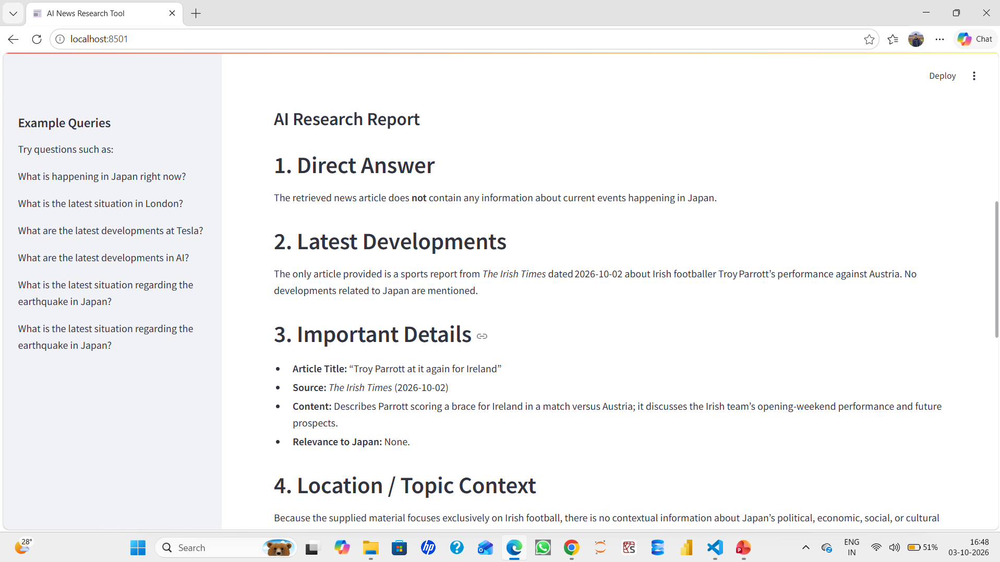 AI News Research Tool
localhost:8501
Chat
Deploy
Example Queries
Try questions such as:
What is happening in Japan right now?
What is the latest situation in London?
What are the latest developments at Tesla?
What are the latest developments in AI?
What is the latest situation regarding the
earthquake in Japan?
What is the latest situation regarding the
earthquake in Japan?
AI Research Report
1. Direct Answer
The retrieved news article does not contain any information about current events happening in Japan.
2. Latest Developments
The only article provided is a sports report from The Irish Times dated 2026-10-02 about Irish footballer Troy Parrott’s performance against Austria. No
developments related to Japan are mentioned.
3. Important Details
• Article Title: “Troy Parrott at it again for Ireland”
• Source: The Irish Times (2026-10-02)
• Content: Describes Parrott scoring a brace for Ireland in a match versus Austria; it discusses the Irish team’s opening-weekend performance and future
prospects.
• Relevance to Japan: None.
4. Location / Topic Context
Because the supplied material focuses exclusively on Irish football, there is no contextual information about Japan’s political, economic, social, or cultural
28°
Search
hp
ENG
IN
51%
16:48
03-10-2026